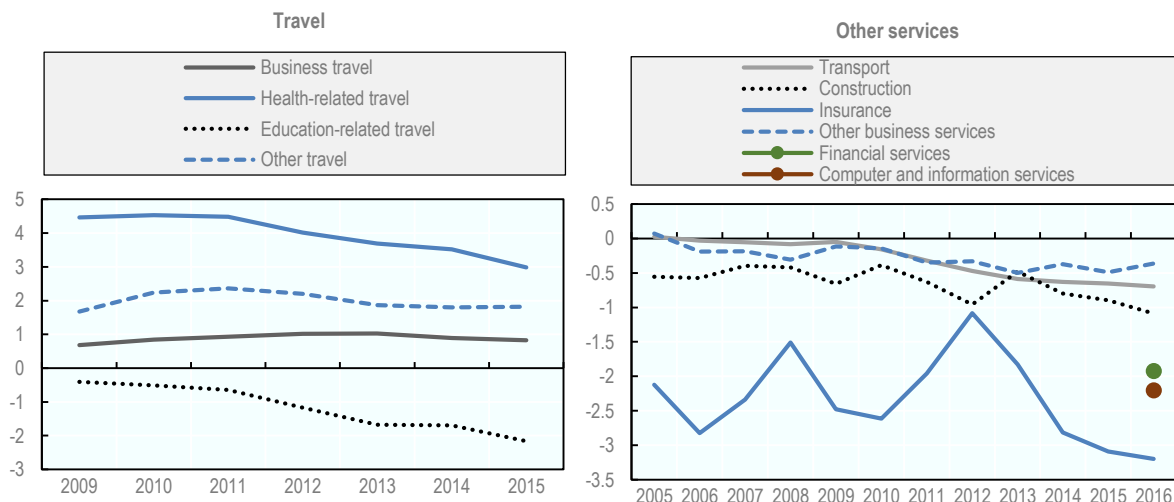 Travel
Business travel
Health-related travel
Education-related travel
Other travel
5
4
3
2
1
0
-1
-2
-3
2009 2010 2011 2012 2013 2014 2015
Other services
Transport
Construction
Insurance
Other business services
Financial services
Computer and information services
0.5
0
-0.5
-1
-1.5
-2
-2.5
-3
-3.5
2005 2006 2007 2008 2009 2010 2011 2012 2013 2014 2015